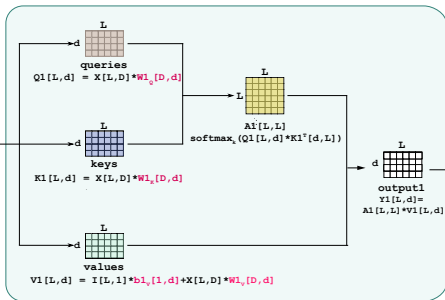 L
d
queries
Q1[L,d] = X[L,D]*W1Q[D,d]
L
L
A1[L,L]
softmaxk(Q1[L,d]*K1ᵀ[d,L])
L
d
keys
K1[L,d] = X[L,D]*W1K[D,d]
L
d
output1
Y1[L,d]=
A1[L,L]*V1[L,d]
L
d
values
V1[L,d] = I[L,1]*b1V[1,d]+X[L,D]*W1V[D,d]